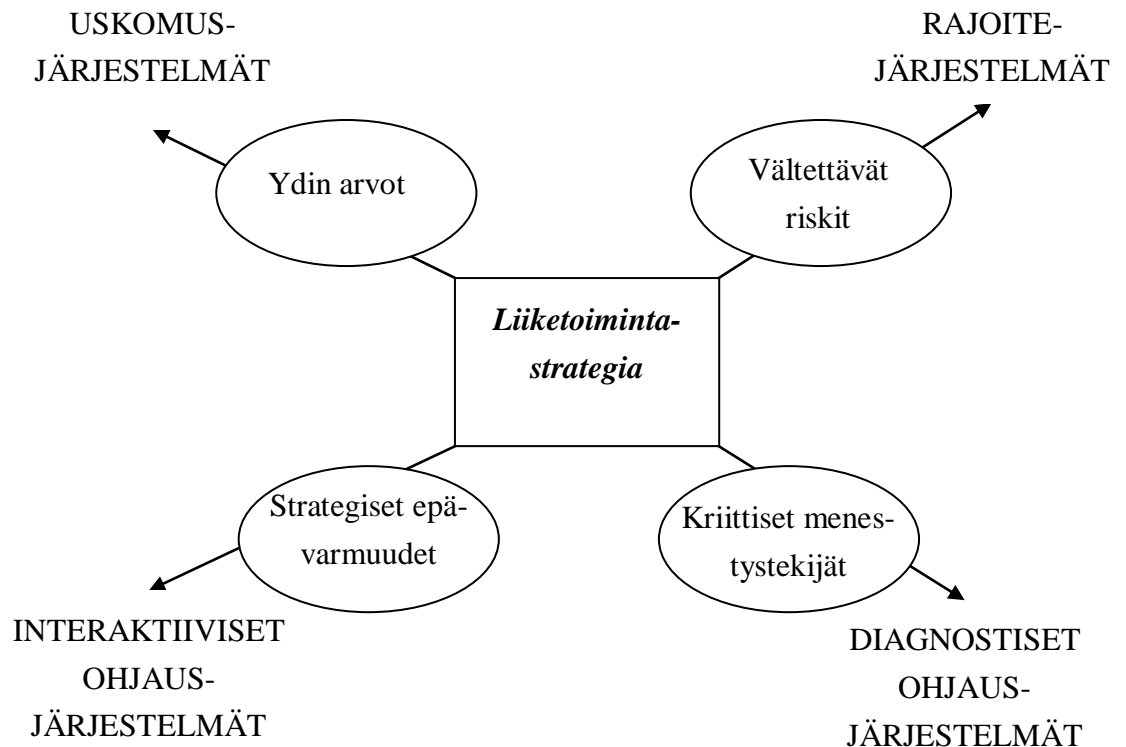 USKOMUS-
JÄRJESTELMÄT
RAJOITE-
JÄRJESTELMÄT
Ydin arvot
Vältettävät
riskit
Liiketoiminta-
strategia
Strategiset epä-
varmuudet
Kriittiset menes-
tystekijät
INTERAKTIIVISET
OHJAUS-
JÄRJESTELMÄT
DIAGNOSTISET
OHJAUS-
JÄRJESTELMÄT